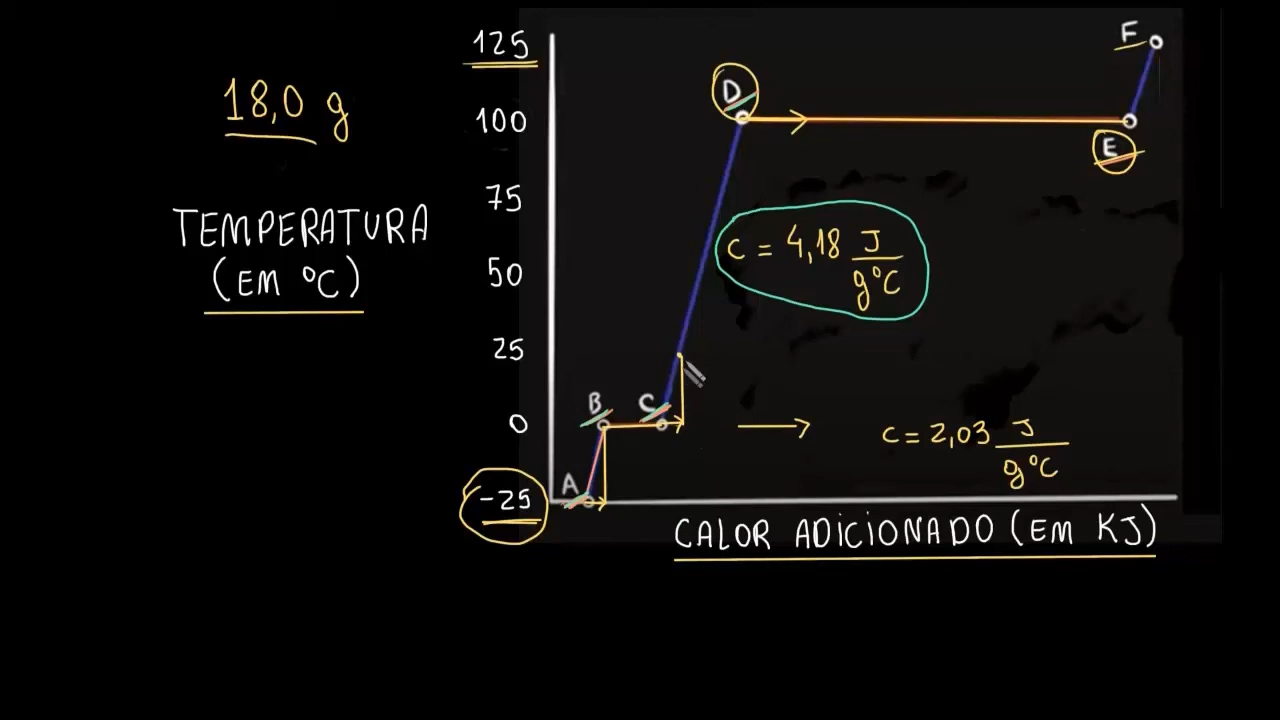 18,0 g
TEMPERATURA
(EM °C)
125
100
75
50
25
0
-25
A
B
C
D
E
F
C = 4,18 J
g°C
C = 2,03 J
g°C
CALOR ADICIONADO (EM KJ)